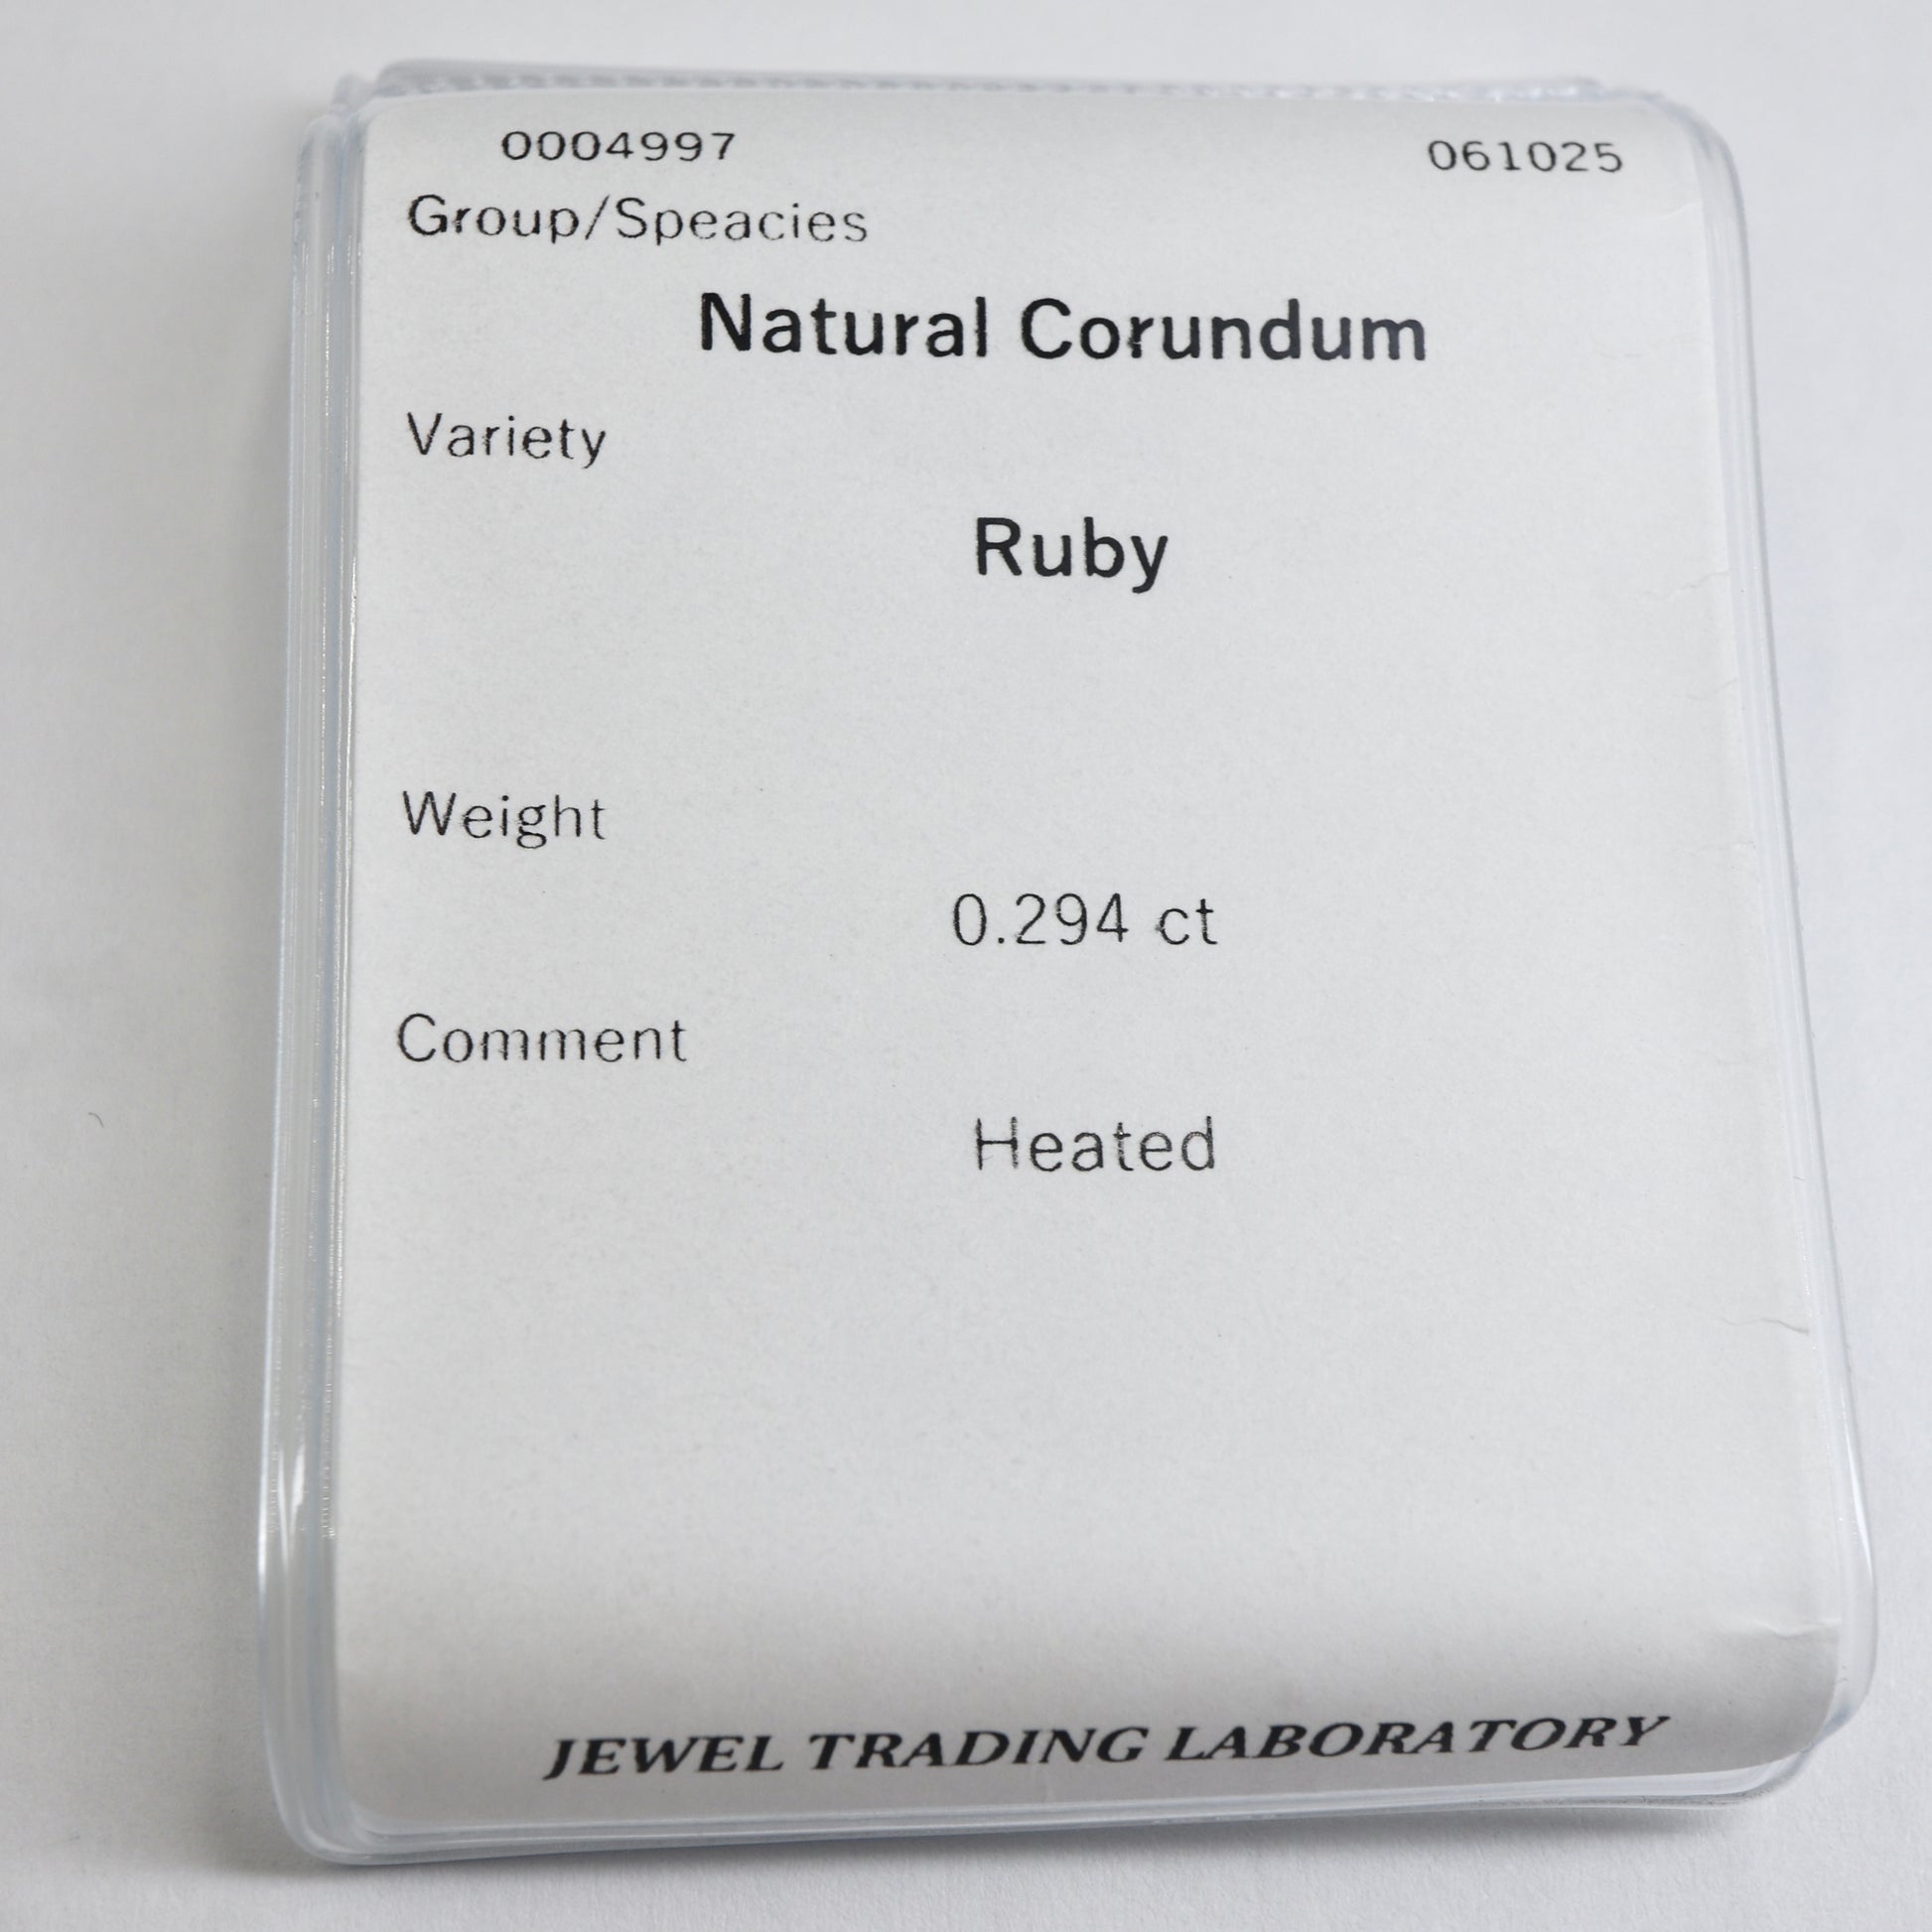 0004997 061025
Group/Speacies
Natural Corundum
Variety
Ruby
Weight
0.294 ct
Comment
Heated
JEWEL TRADING LABORATORY